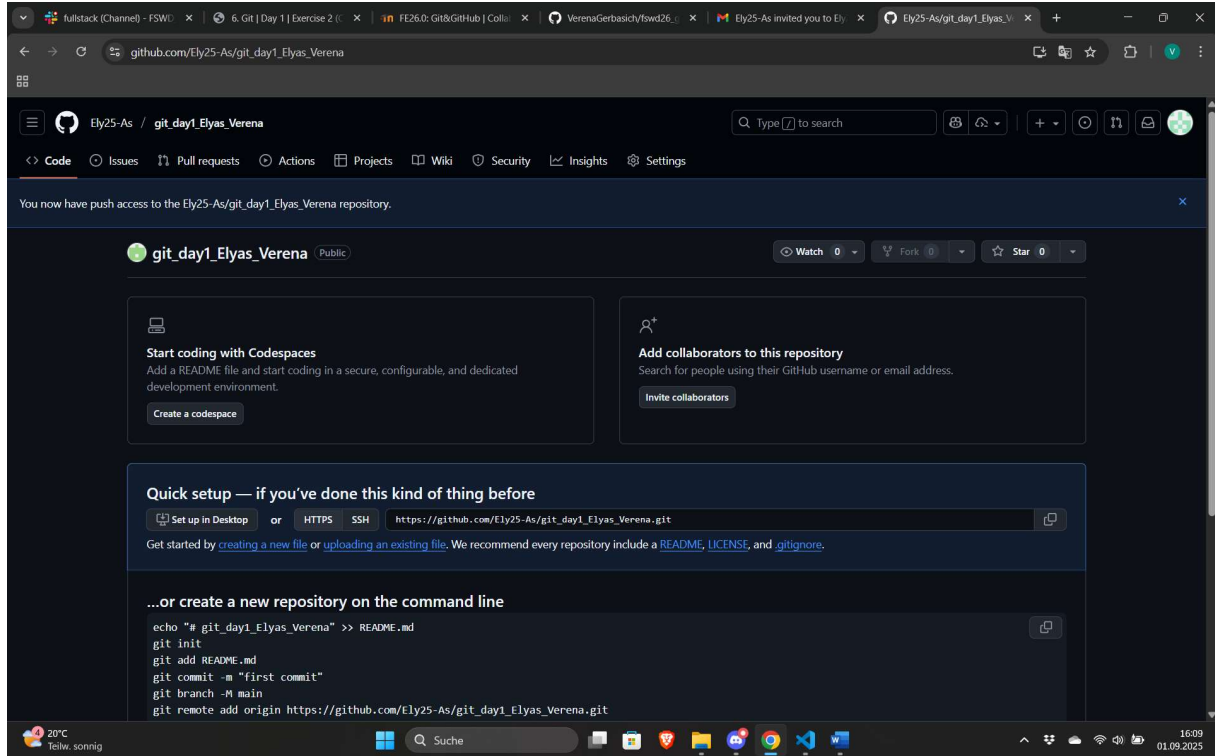 fullstack (Channel) - FSWD
6. Git | Day 1 | Exercise 2 (C
FE26.0: Git&GitHub | Colla
VerenaGerbasich/fswd26_g
Ely25-As invited you to Ely
Ely25-As/git_day1_Elyas_V
github.com/Ely25-As/git_day1_Elyas_Verena
V
Ely25-As / git_day1_Elyas_Verena
Type / to search
Code Issues Pull requests Actions Projects Wiki Security Insights Settings
You now have push access to the Ely25-As/git_day1_Elyas_Verena repository.
git_day1_Elyas_Verena Public
Watch 0 Fork 0 Star 0
Start coding with Codespaces
Add a README file and start coding in a secure, configurable, and dedicated
development environment.
Create a codespace
Add collaborators to this repository
Search for people using their GitHub username or email address.
Invite collaborators
Quick setup — if you've done this kind of thing before
Set up in Desktop or HTTPS SSH https://github.com/Ely25-As/git_day1_Elyas_Verena.git
Get started by creating a new file or uploading an existing file. We recommend every repository include a README, LICENSE, and .gitignore.
...or create a new repository on the command line
echo "# git_day1_Elyas_Verena" >> README.md
git init
git add README.md
git commit -m "first commit"
git branch -M main
git remote add origin https://github.com/Ely25-As/git_day1_Elyas_Verena.git
4
20°C
Teilw. sonnig
Suche
16:09
01.09.2025